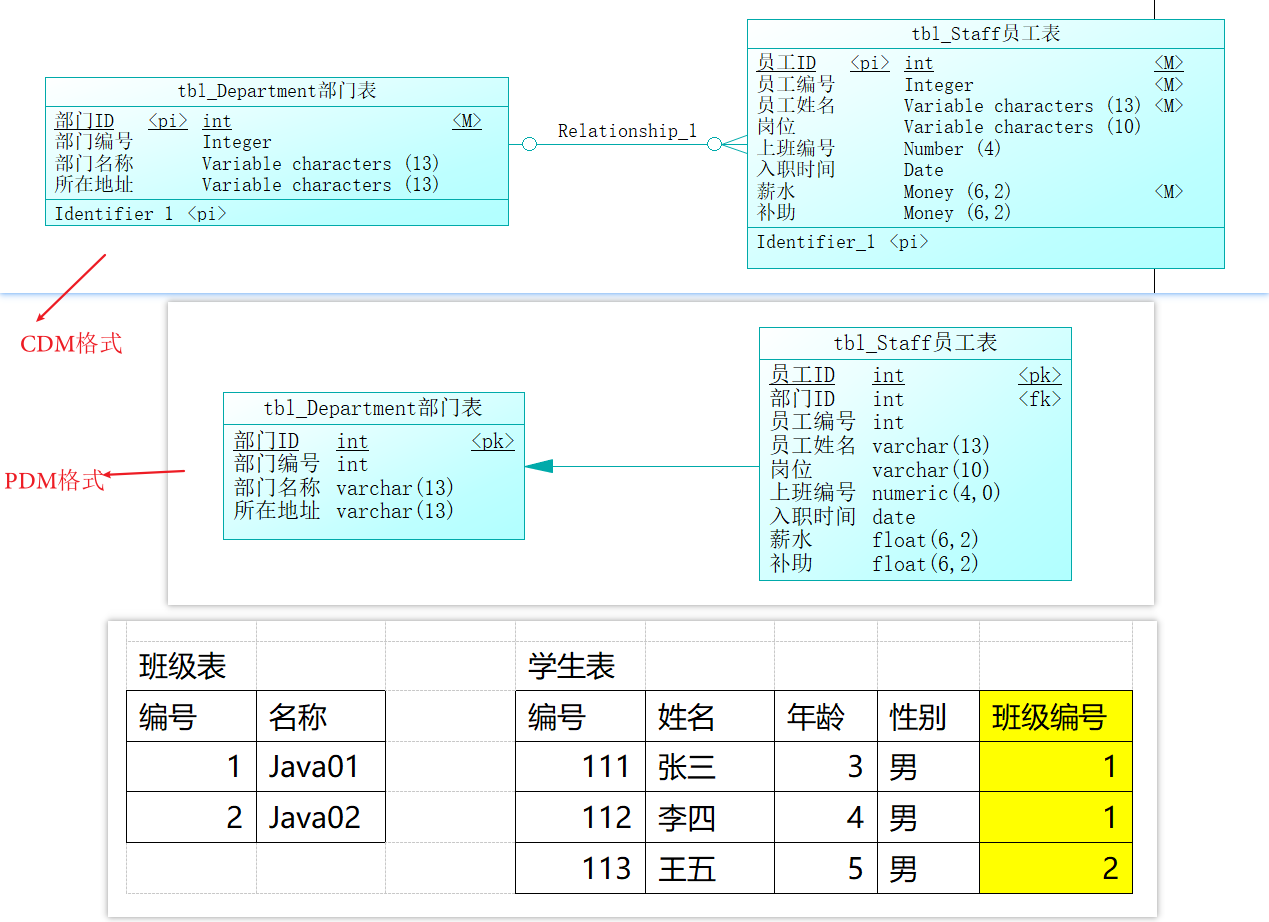 tbl_Department部门表
部门ID <pi> int <M>
部门编号 Integer
部门名称 Variable characters (13)
所在地址 Variable characters (13)
Identifier 1 <pi>
Relationship_1
tbl_Staff员工表
员工ID <pi> int <M>
员工编号 Integer <M>
员工姓名 Variable characters (13) <M>
岗位 Variable characters (10)
上班编号 Number (4)
入职时间 Date
薪水 Money (6,2) <M>
补助 Money (6,2)
Identifier_1 <pi>
CDM格式
PDM格式
tbl_Department部门表
部门ID int <pk>
部门编号 int
部门名称 varchar(13)
所在地址 varchar(13)
tbl_Staff员工表
员工ID int <pk>
部门ID int <fk>
员工编号 int
员工姓名 varchar(13)
岗位 varchar(10)
上班编号 numeric(4,0)
入职时间 date
薪水 float(6,2)
补助 float(6,2)
班级表
编号 名称
1 Java01
2 Java02
学生表
编号 姓名 年龄 性别 班级编号
111 张三 3 男 1
112 李四 4 男 1
113 王五 5 男 2